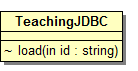 TeachingJDBC
~ load(in id : string)